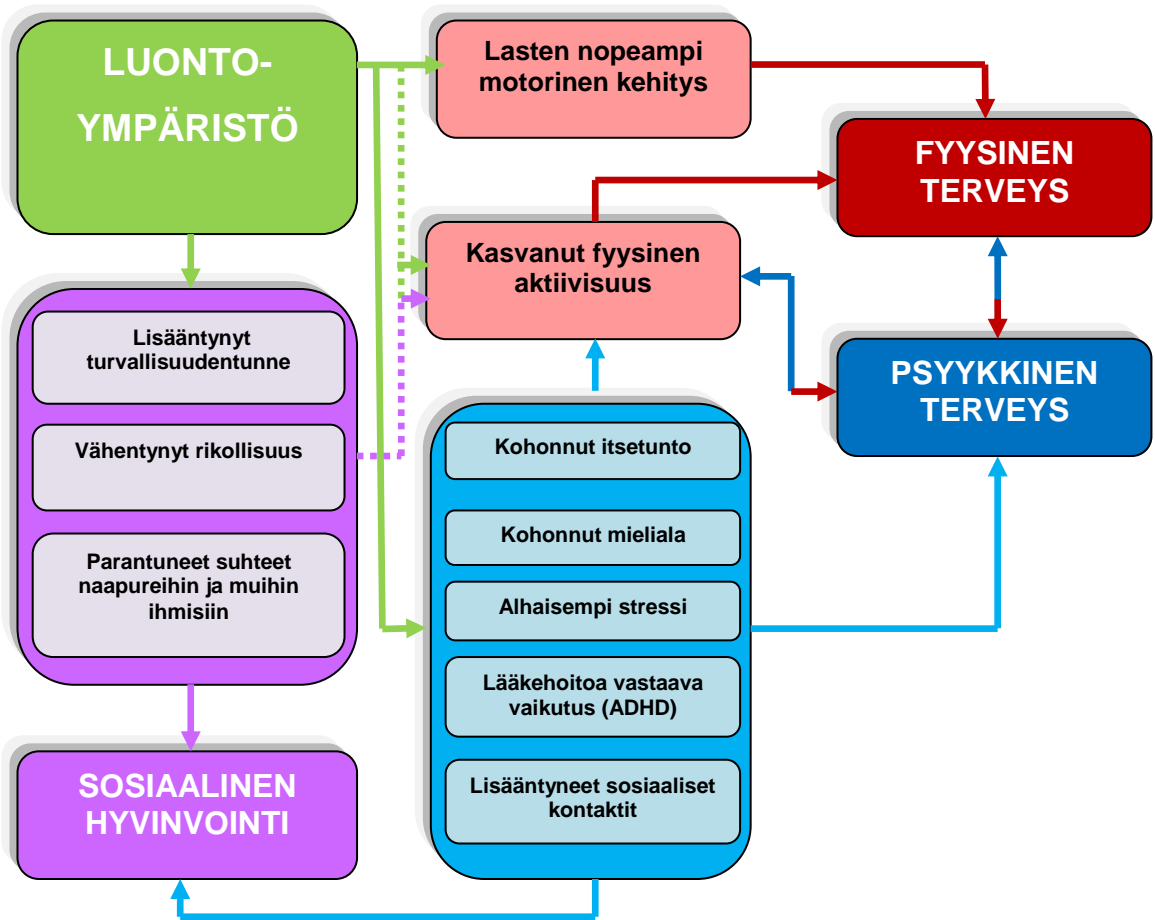 LUONTO-
YMPÄRISTÖ
Lasten nopeampi
motorinen kehitys
FYYSINEN
TERVEYS
Kasvanut fyysinen
aktiivisuus
Lisääntynyt
turvallisuudentunne
Vähentynyt rikollisuus
Parantuneet suhteet
naapureihin ja muihin
ihmisiin
PSYYKKINEN
TERVEYS
Kohonnut itsetunto
Kohonnut mieliala
Alhaisempi stressi
Lääkehoitoa vastaava
vaikutus (ADHD)
Lisääntyneet sosiaaliset
kontaktit
SOSIAALINEN
HYVINVOINTI